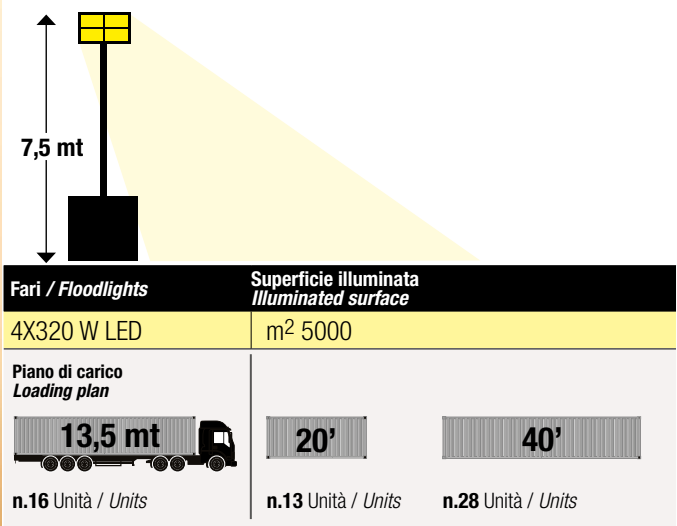 7,5 mt
Fari / Floodlights
Superficie illuminata
Illuminated surface
4X320 W LED
m2 5000
Piano di carico
Loading plan
13,5 mt
20’
40’
n.16 Unità / Units
n.13 Unità / Units
n.28 Unità / Units